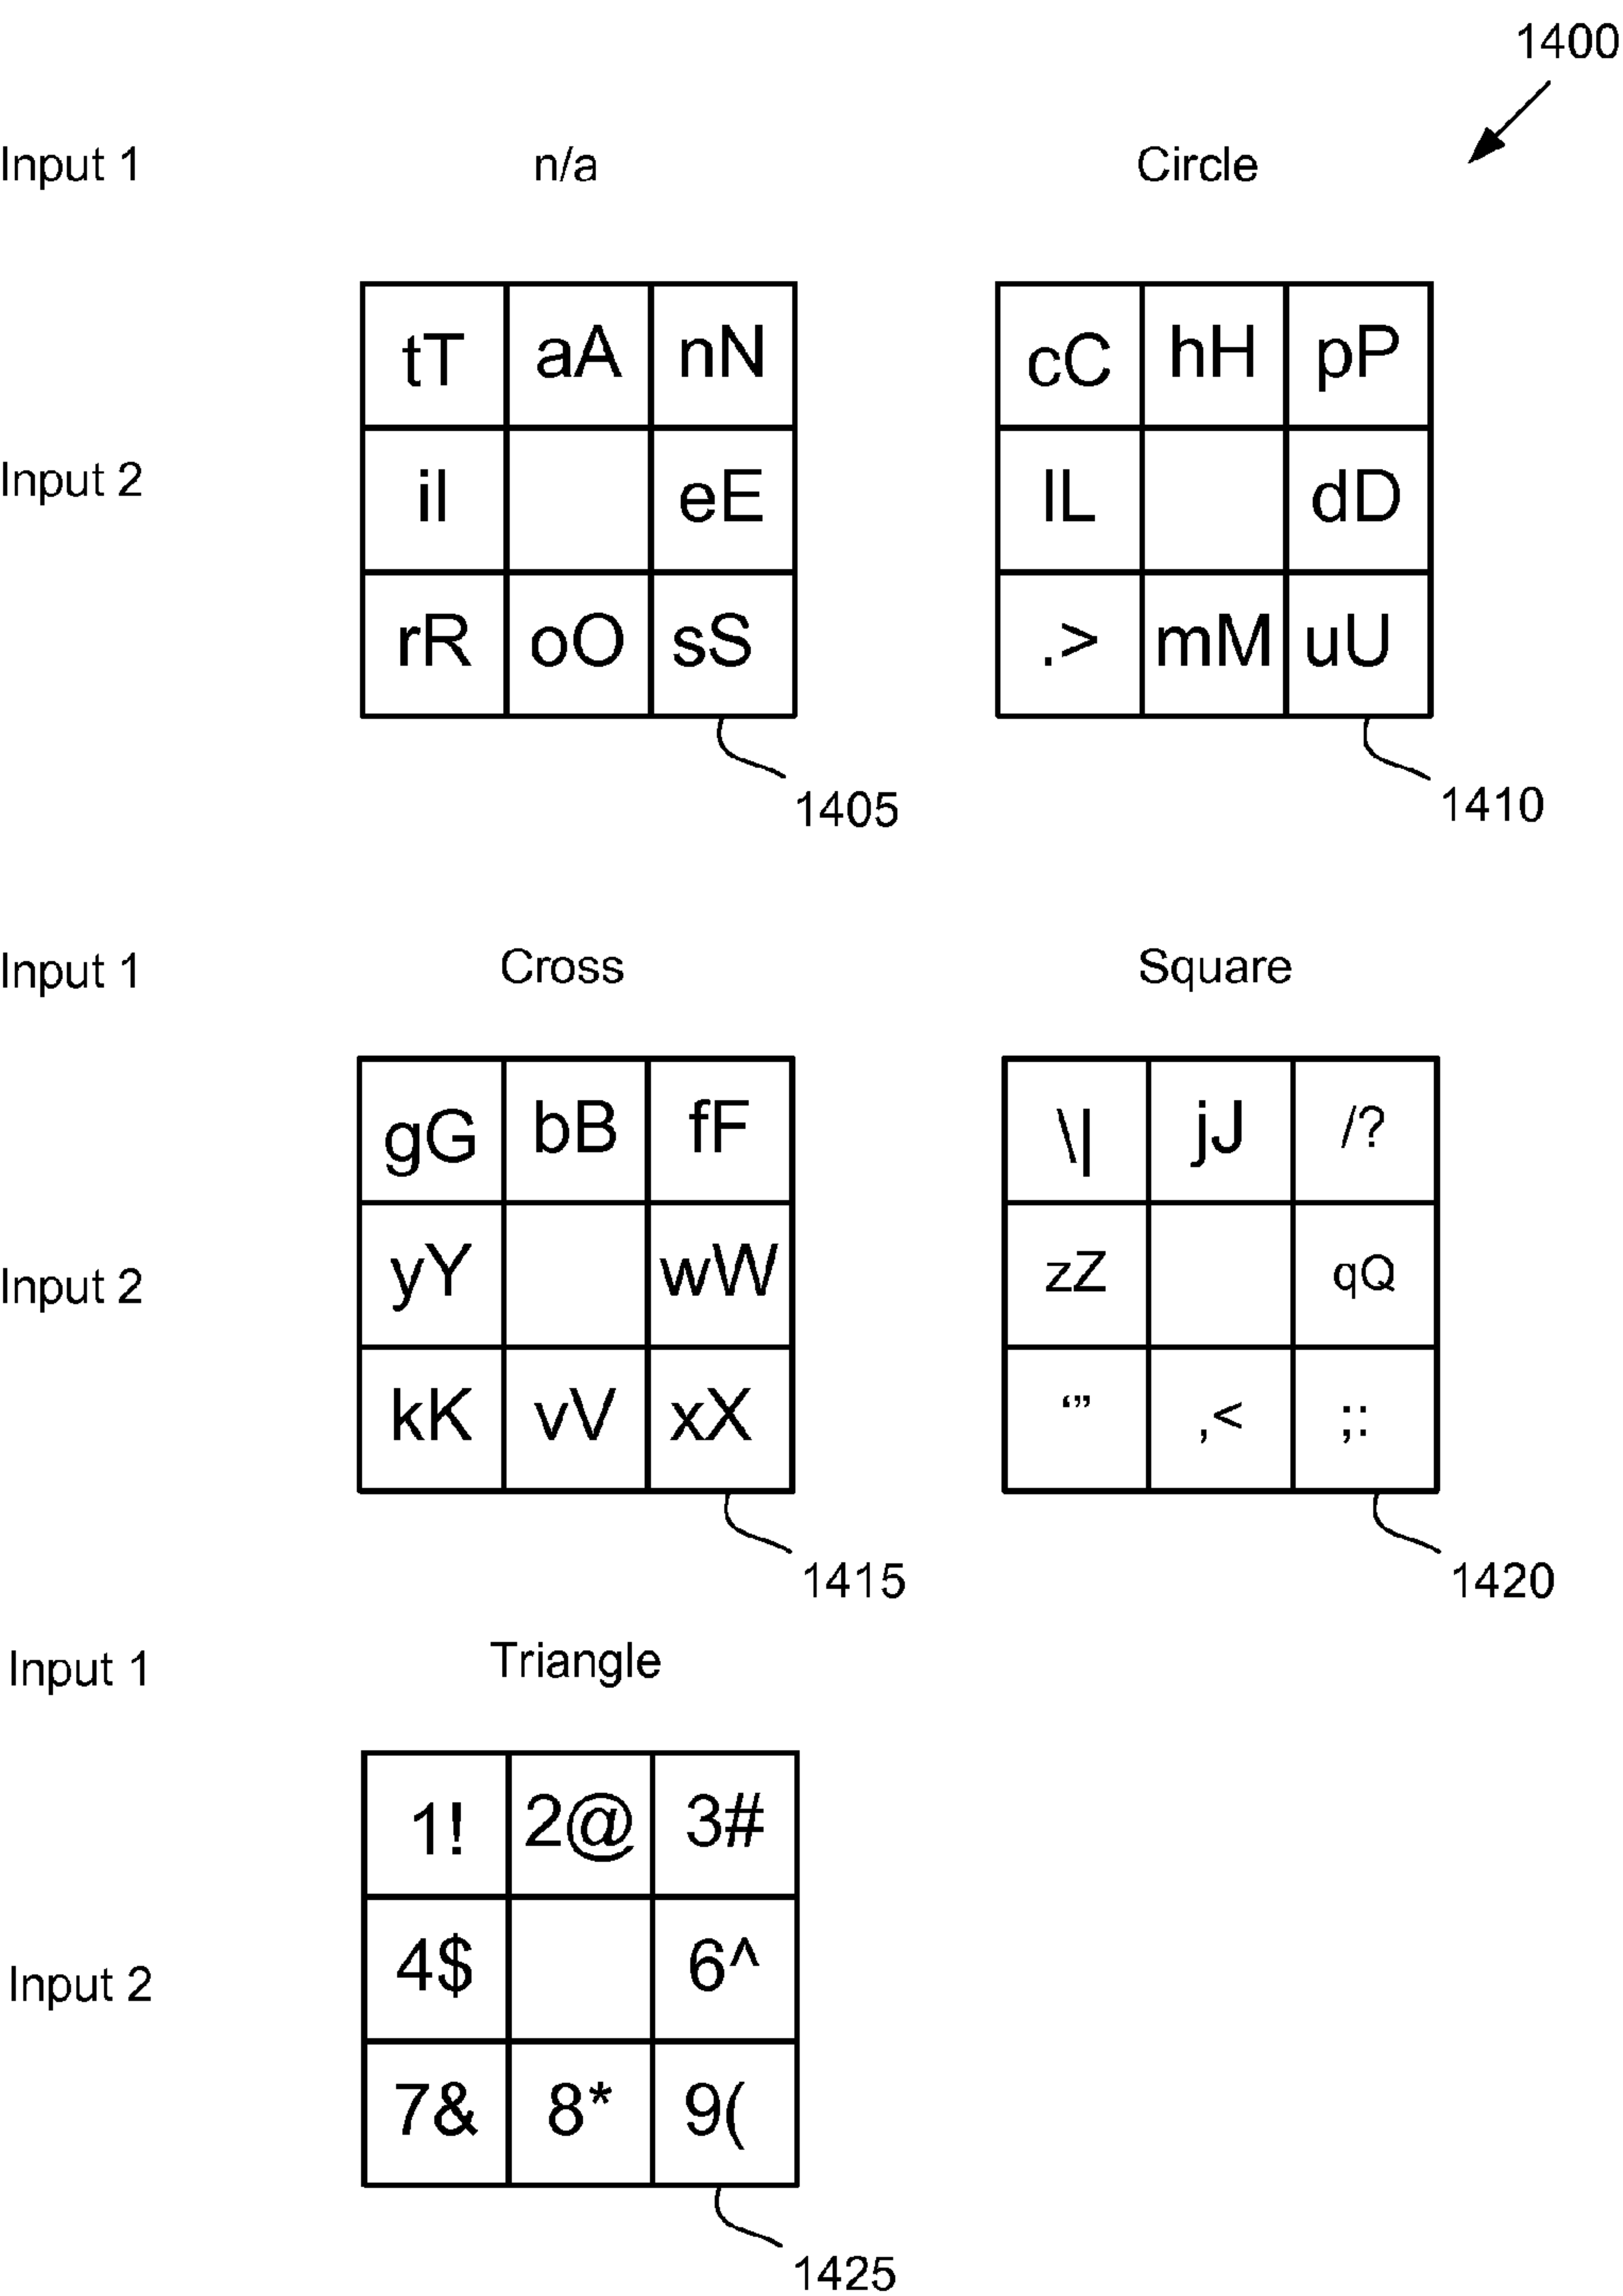 1400
Input 1 n/a Circle
tT aA nN cC hH pP
Input 2 iI eE lL dD
rR oO sS .> mM uU
1405 1410
Input 1 Cross Square
gG bB fF \| jJ /?
Input 2 yY wW zZ qQ
kK vV xX ‘” ,< ;:
1415 1420
Input 1 Triangle
1! 2@ 3#
Input 2 4$ 6^
7& 8* 9(
1425